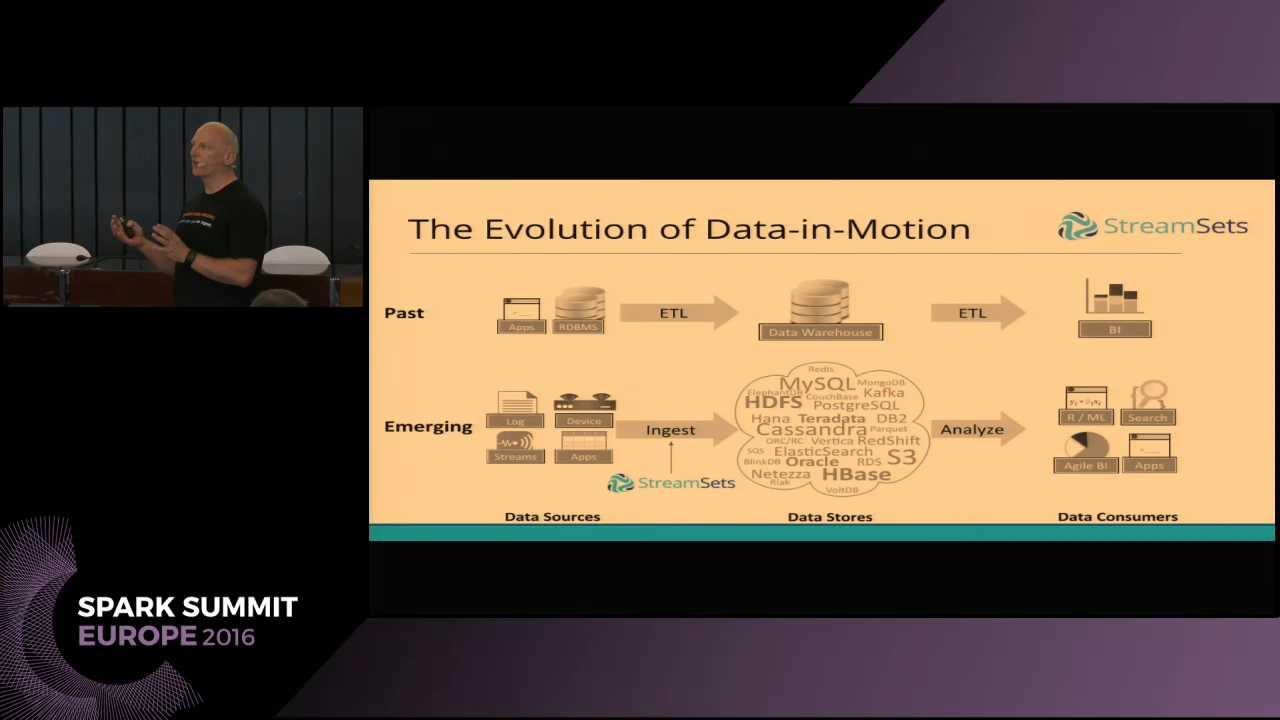 The Evolution of Data-in-Motion
StreamSets
Past
Apps
RDBMS
ETL
Data Warehouse
ETL
BI
Emerging
Log
Device
Streams
Apps
Ingest
StreamSets
Redis
MySQL MongoDB
ElephantDB CouchBase Kafka
HDFS PostgreSQL
Hana Teradata DB2
Cassandra Parquet
ORC/RC Vertica RedShift
SQS ElasticSearch S3
BlinkDB Oracle RDS
Netezza HBase
Riak
VoltDB
Analyze
R / ML
Search
Agile BI
Apps
Data Sources
Data Stores
Data Consumers
SPARK SUMMIT
EUROPE 2016